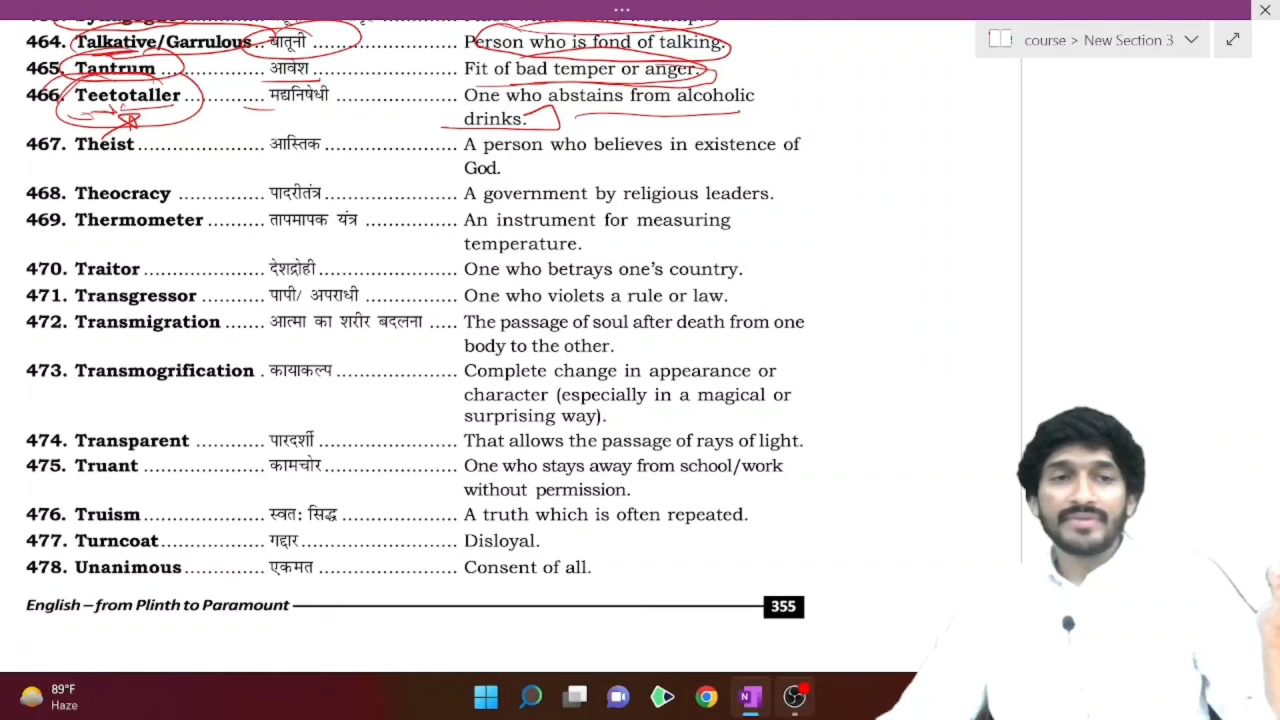 464. Talkative/Garrulous .. बातूनी ........................ Person who is fond of talking.
course > New Section 3
465. Tantrum ................. आवेश ........................ Fit of bad temper or anger.
466. Teetotaller ............. मद्यनिषेधी ..................... One who abstains from alcoholic
drinks.
467. Theist ...................... आस्तिक ........................ A person who believes in existence of
God.
468. Theocracy ............... पादरीतंत्र ....................... A government by religious leaders.
469. Thermometer .......... तापमापक यंत्र ................ An instrument for measuring
temperature.
470. Traitor ..................... देशद्रोही ........................ One who betrays one's country.
471. Transgressor ........... पापी/ अपराधी ................ One who violets a rule or law.
472. Transmigration ....... आत्मा का शरीर बदलना ..... The passage of soul after death from one
body to the other.
473. Transmogrification . कायाकल्प ..................... Complete change in appearance or
character (especially in a magical or
surprising way).
474. Transparent ............ पारदर्शी ........................ That allows the passage of rays of light.
475. Truant ..................... कामचोर ........................ One who stays away from school/work
without permission.
476. Truism ..................... स्वत: सिद्ध .................... A truth which is often repeated.
477. Turncoat .................. गद्दार ........................... Disloyal.
478. Unanimous .............. एकमत ......................... Consent of all.
English – from Plinth to Paramount 355
89°F
Haze